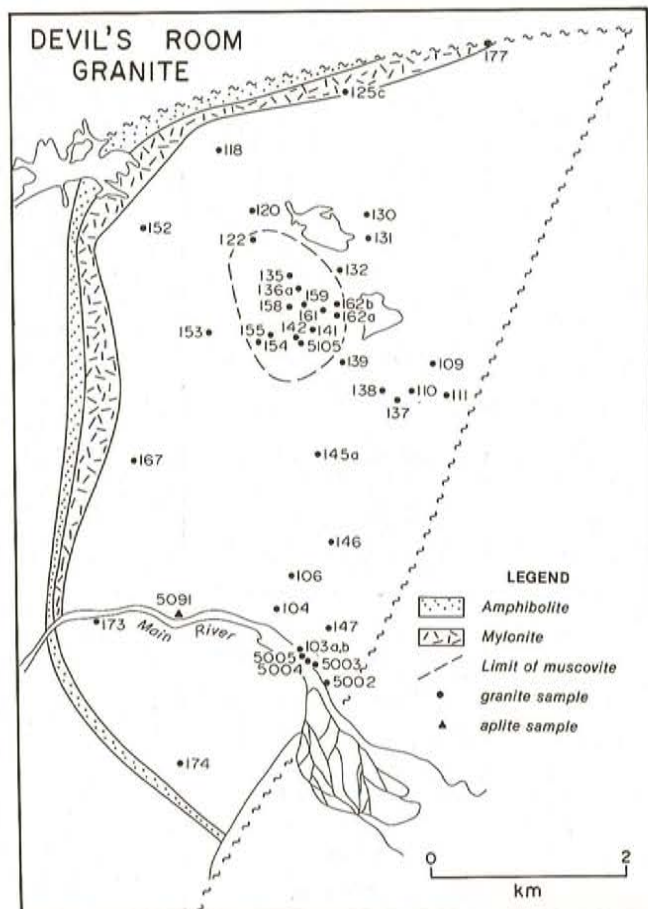 DEVIL'S ROOM
GRANITE
177
125c
118
120
130
152
122
131
132
135
136a
159
162b
158
161
162a
153
155
142
141
154
5105
139
109
138
110
111
137
167
145a
146
106
5091
104
173
Main River
147
103a,b
5005
5003
5004
5002
174
LEGEND
Amphibolite
Mylonite
Limit of muscovite
granite sample
aplite sample
0 2
km